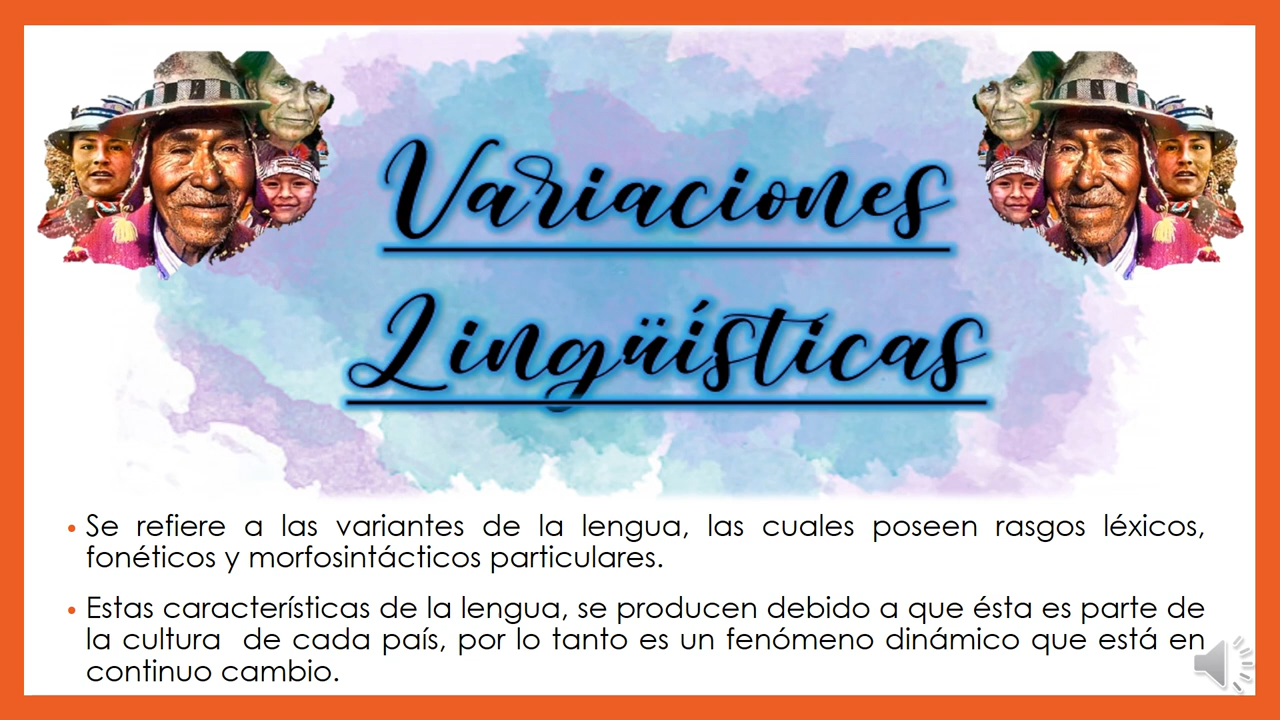 Variaciones
Lingüísticas
• Se refiere a las variantes de la lengua, las cuales poseen rasgos léxicos,
fonéticos y morfosintácticos particulares.
• Estas características de la lengua, se producen debido a que ésta es parte de
la cultura  de cada país, por lo tanto es un fenómeno dinámico que está en
continuo cambio.